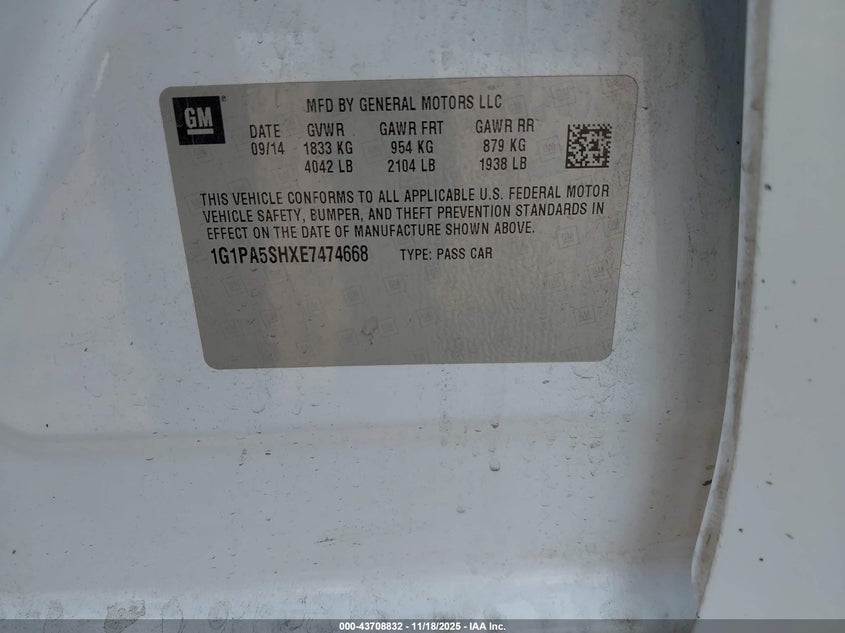 GM
MFD BY GENERAL MOTORS LLC
DATE GVWR GAWR FRT GAWR RR
09/14 1833 KG 954 KG 879 KG
4042 LB 2104 LB 1938 LB
THIS VEHICLE CONFORMS TO ALL APPLICABLE U.S. FEDERAL MOTOR
VEHICLE SAFETY, BUMPER, AND THEFT PREVENTION STANDARDS IN
EFFECT ON THE DATE OF MANUFACTURE SHOWN ABOVE.
1G1PA5SHXE7474668 TYPE: PASS CAR
000-43708832 - 11/18/2025 - IAA Inc.